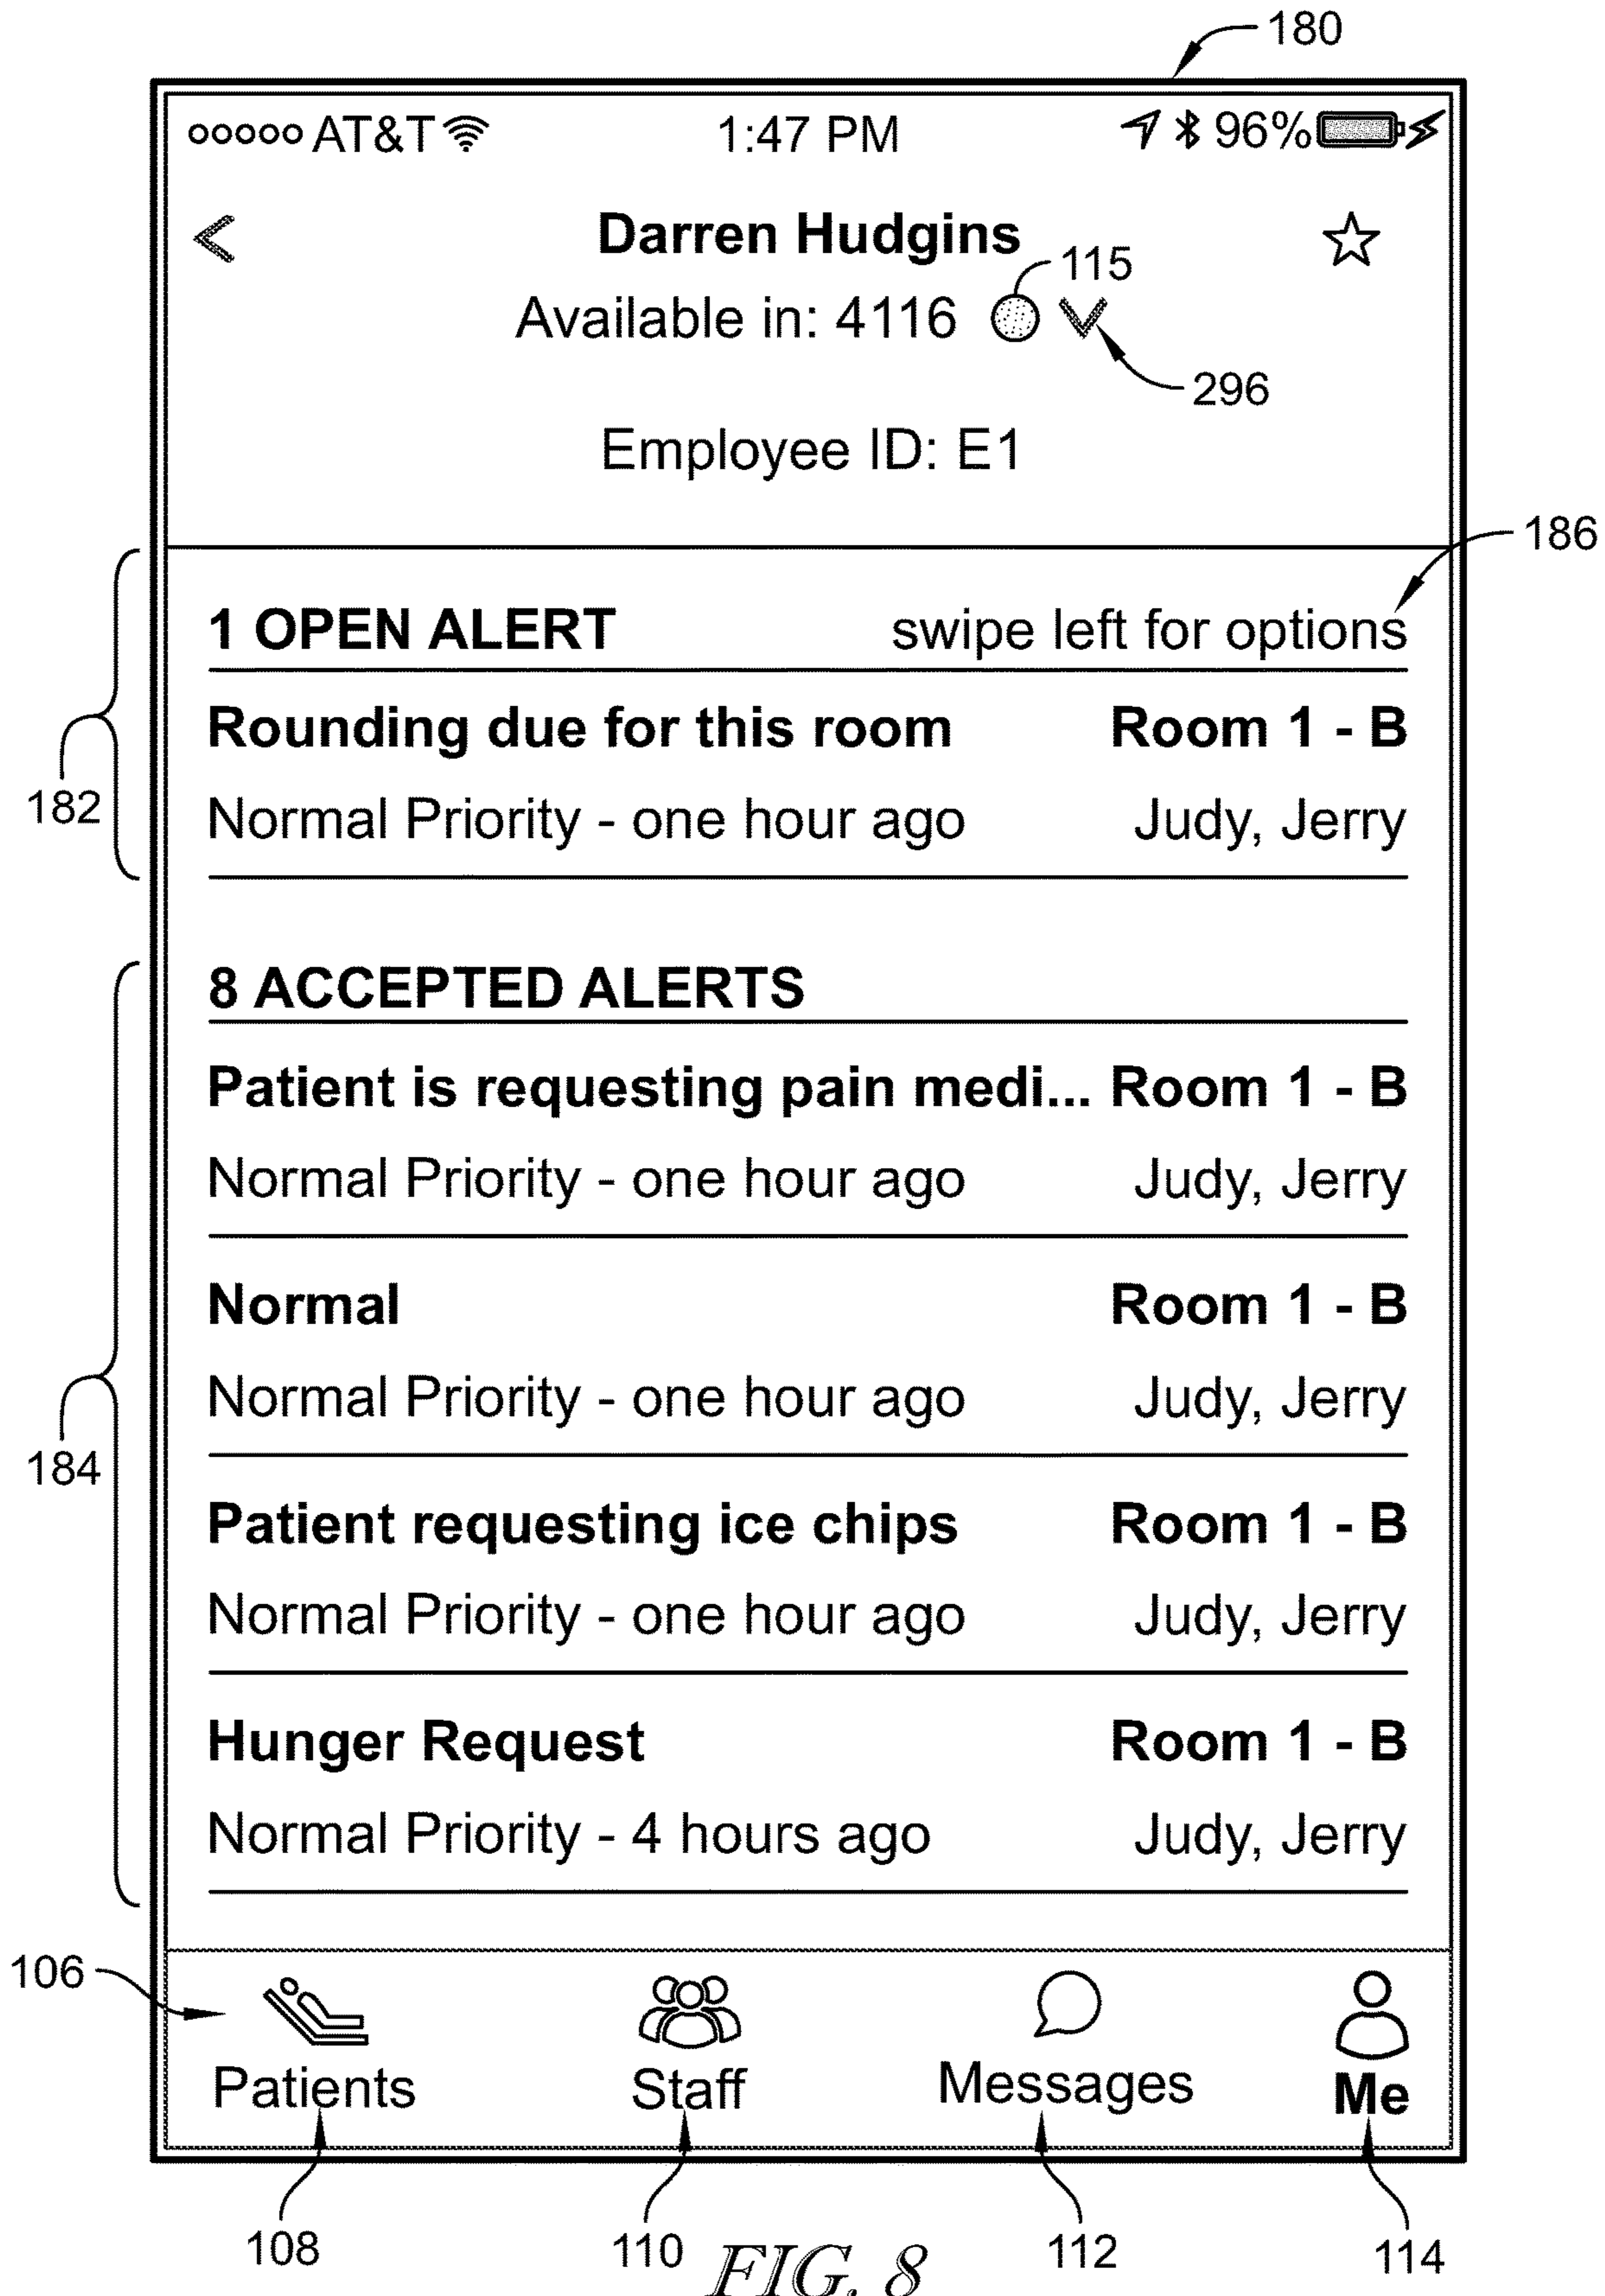 180
ooooo AT&T 1:47 PM 96%
Darren Hudgins
115
Available in: 4116
296
Employee ID: E1
186
1 OPEN ALERT swipe left for options
Rounding due for this room Room 1 - B
182
Normal Priority - one hour ago Judy, Jerry
8 ACCEPTED ALERTS
Patient is requesting pain medi... Room 1 - B
Normal Priority - one hour ago Judy, Jerry
Normal Room 1 - B
Normal Priority - one hour ago Judy, Jerry
184
Patient requesting ice chips Room 1 - B
Normal Priority - one hour ago Judy, Jerry
Hunger Request Room 1 - B
Normal Priority - 4 hours ago Judy, Jerry
106
Patients Staff Messages Me
108 110 112 114
FIG. 8